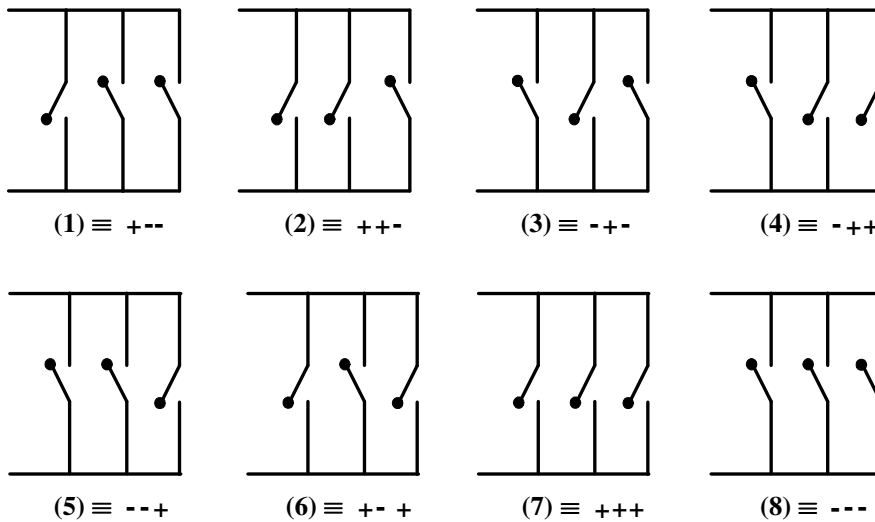 (1) ≡ +-- (2) ≡ ++- (3) ≡ -+- (4) ≡ -++
(5) ≡ --+ (6) ≡ +- + (7) ≡ +++ (8) ≡ ---